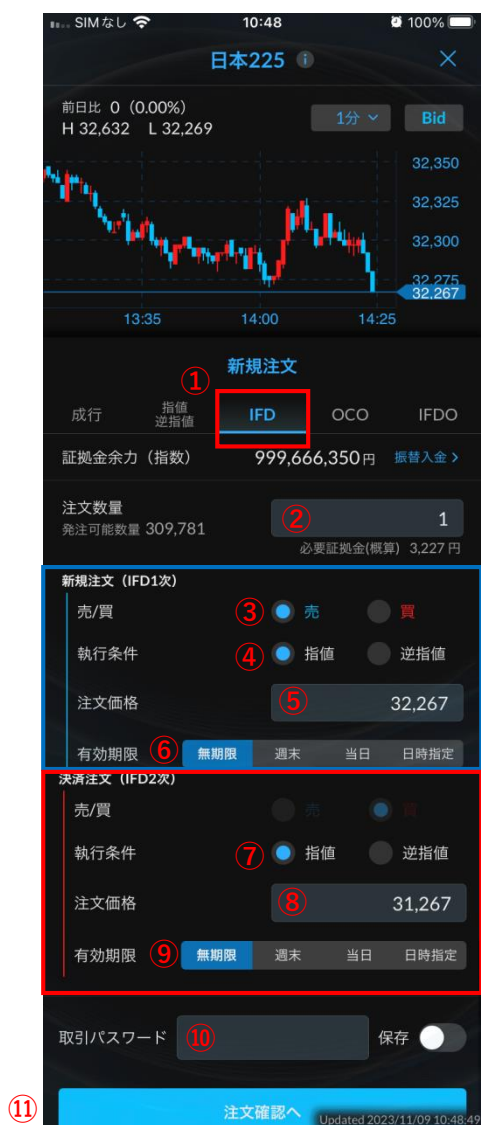 SIMなし 10:48 100%
日本225
前日比 0 (0.00%)
H 32,632 L 32,269
1分 Bid
32,350
32,325
32,300
32,275
32,267
13:35 14:00 14:25
新規注文
①
成行 指値 逆指値 IFD OCO IFDO
証拠金余力（指数） 999,666,350 円 振替入金 >
注文数量 ② 1
発注可能数量 309,781
必要証拠金(概算) 3,227 円
新規注文（IFD1次）
売/買 ③ 売 買
執行条件 ④ 指値 逆指値
注文価格 ⑤ 32,267
有効期限 ⑥ 無期限 週末 当日 日時指定
決済注文（IFD2次）
売/買 売 買
執行条件 ⑦ 指値 逆指値
注文価格 ⑧ 31,267
有効期限 ⑨ 無期限 週末 当日 日時指定
取引パスワード ⑩ 保存
⑪ 注文確認へ
Updated 2023/11/09 10:48:49